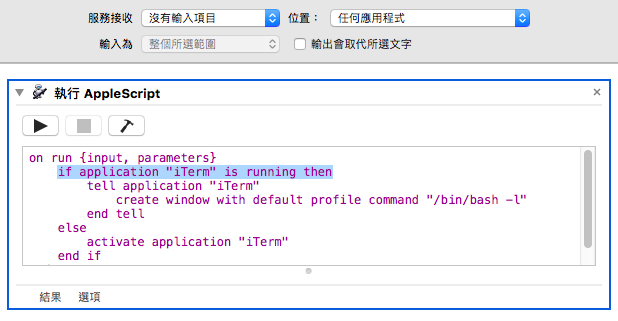 服務接收 沒有輸入項目 位置： 任何應用程式
輸入為 整個所選範圍 輸出會取代所選文字
執行 AppleScript
on run {input, parameters}
if application "iTerm" is running then
tell application "iTerm"
create window with default profile command "/bin/bash -l"
end tell
else
activate application "iTerm"
end if
結果 選項